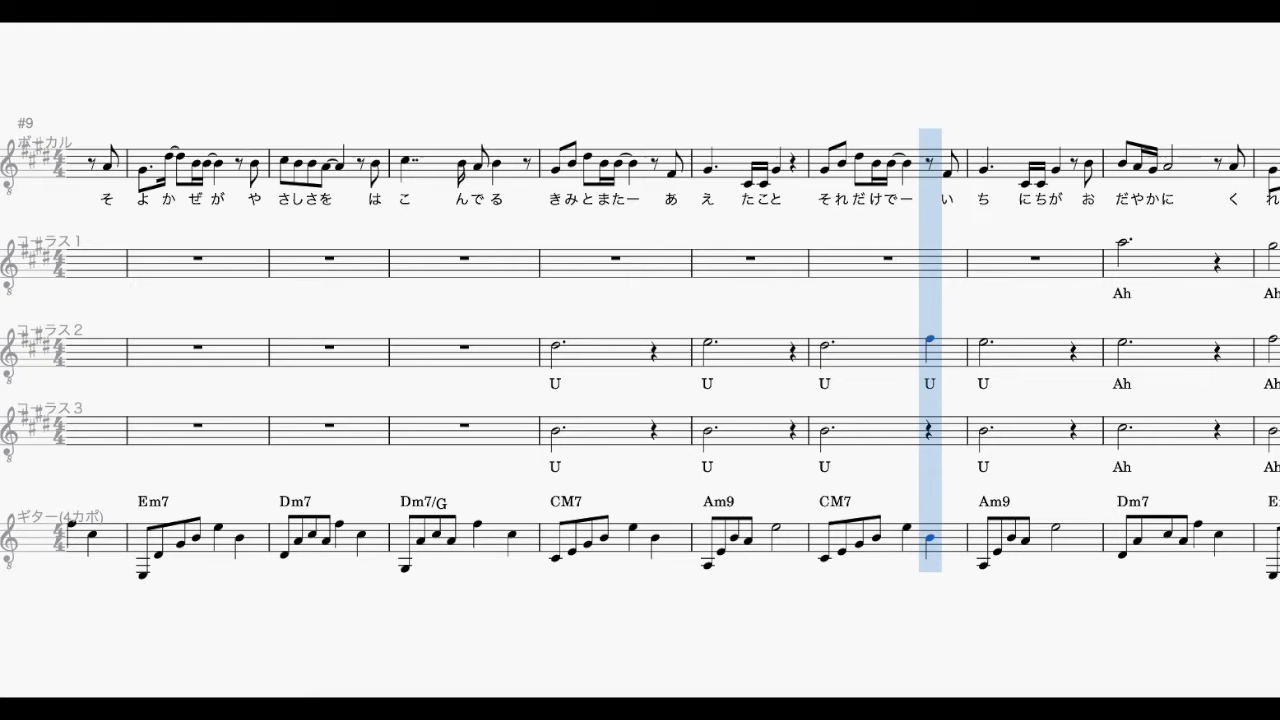 #9
ボーカル
そ よ か ぜ が や さしさを は こ んで る きみとまたー あ え たこと それだけでー い ち にちが お だやかに く れ
コーラス1
Ah Ah
コーラス2
U U U U U Ah Ah
コーラス3
U U U U Ah Ah
Em7 Dm7 Dm7/G CM7 Am9 CM7 Am9 Dm7
ギター(4カポ)